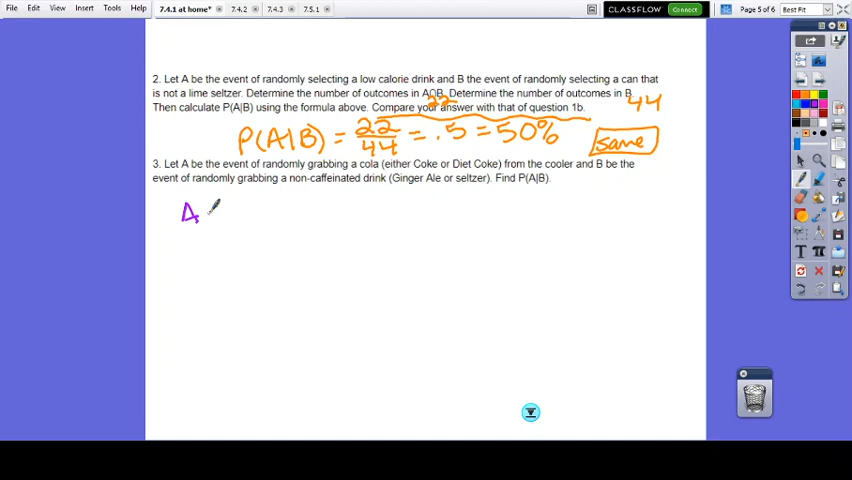 File Edit View Insert Tools Help 7.4.1 at home* 7.4.2 7.4.3 7.5.1 CLASSFLOW Connect Page 5 of 6 Best Fit
2. Let A be the event of randomly selecting a low calorie drink and B the event of randomly selecting a can that
is not a lime seltzer. Determine the number of outcomes in A∩B. Determine the number of outcomes in B.
22 44
Then calculate P(A|B) using the formula above. Compare your answer with that of question 1b.
P(A|B) = 22/44 = .5 = 50% same
3. Let A be the event of randomly grabbing a cola (either Coke or Diet Coke) from the cooler and B be the
event of randomly grabbing a non-caffeinated drink (Ginger Ale or seltzer). Find P(A|B).
A